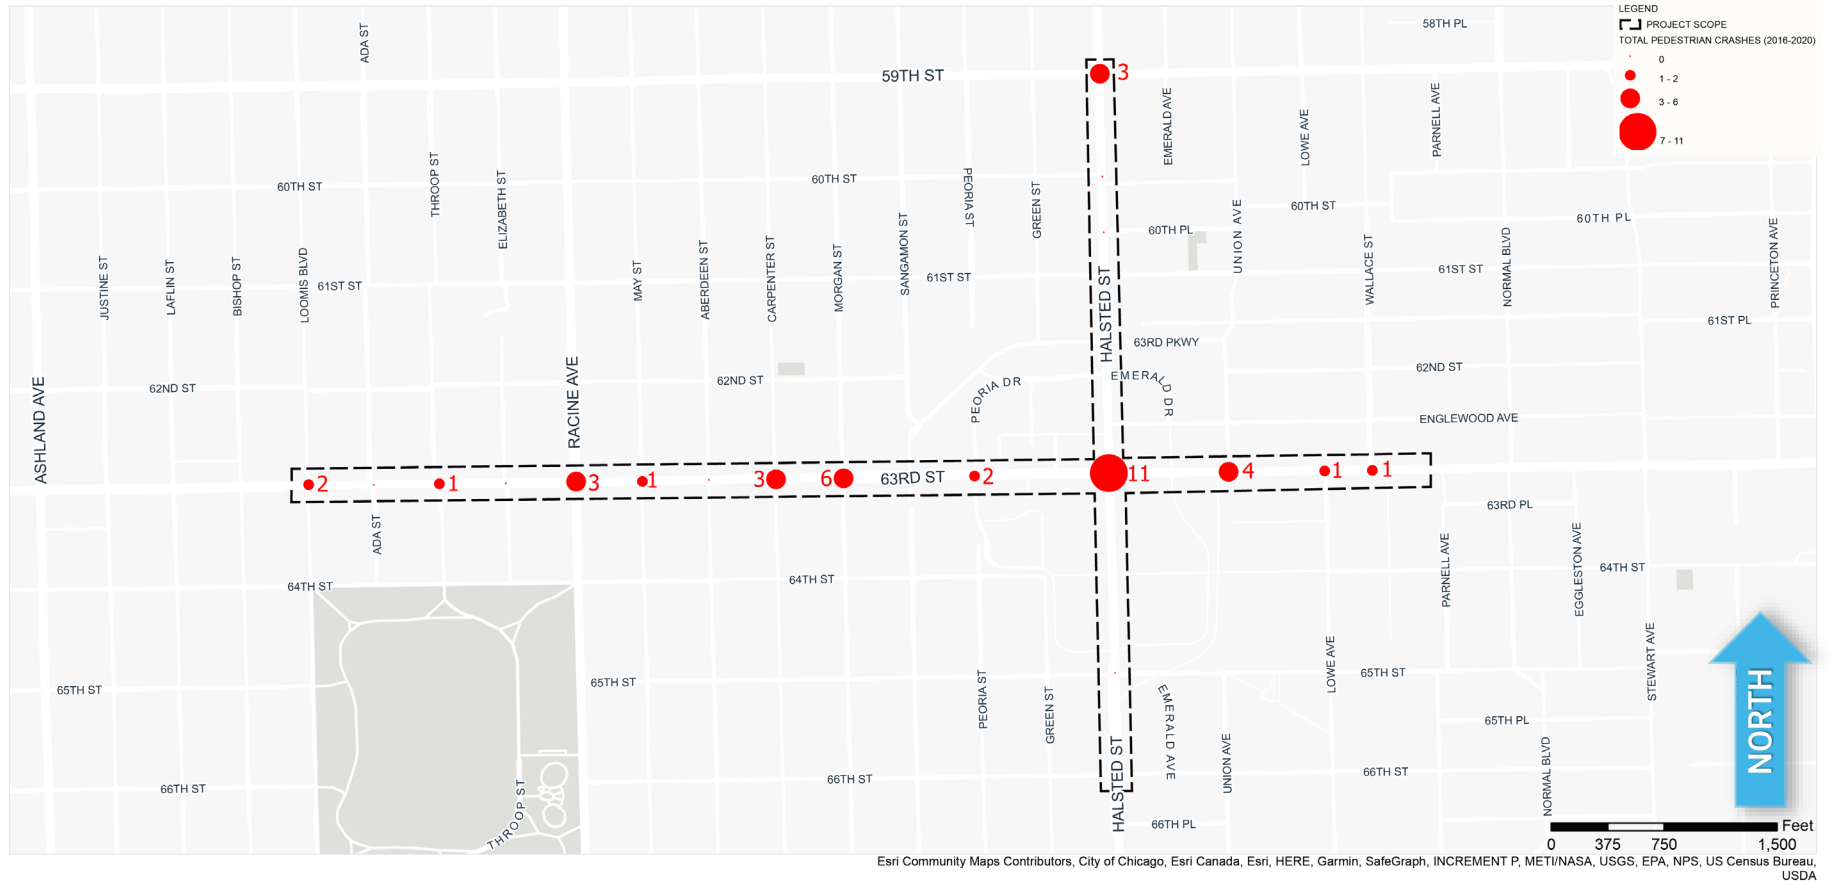 LEGEND
PROJECT SCOPE
TOTAL PEDESTRIAN CRASHES (2016-2020)
0
1 - 2
3 - 6
7 - 11
58TH PL
ADA ST
59TH ST
3
EMERALD AVE
LOWE AVE
PARNELL AVE
60TH ST
THROOP ST
ELIZABETH ST
60TH ST
PEORIA ST
GREEN ST
60TH ST
60TH PL
60TH PL
UNION AVE
JUSTINE ST
LAFLIN ST
BISHOP ST
LOOMIS BLVD
61ST ST
MAY ST
ABERDEEN ST
CARPENTER ST
MORGAN ST
SANGAMON ST
61ST ST
HALSTED ST
WALLACE ST
61ST ST
NORMAL BLVD
PRINCETON AVE
61ST PL
63RD PKWY
ASHLAND AVE
62ND ST
RACINE AVE
62ND ST
PEORIA DR
EMERALD DR
62ND ST
ENGLEWOOD AVE
2
1
3
1
3
6
63RD ST
2
11
4
1
1
63RD PL
ADA ST
64TH ST
64TH ST
PARNELL AVE
EGGLESTON AVE
64TH ST
65TH ST
65TH ST
PEORIA ST
GREEN ST
EMERALD AVE
LOWE AVE
65TH ST
STEWART AVE
65TH PL
NORTH
66TH ST
THROOP ST
66TH ST
HALSTED ST
UNION AVE
66TH ST
NORMAL BLVD
66TH PL
Feet
0 375 750 1,500
Esri Community Maps Contributors, City of Chicago, Esri Canada, Esri, HERE, Garmin, SafeGraph, INCREMENT P, METI/NASA, USGS, EPA, NPS, US Census Bureau,
USDA